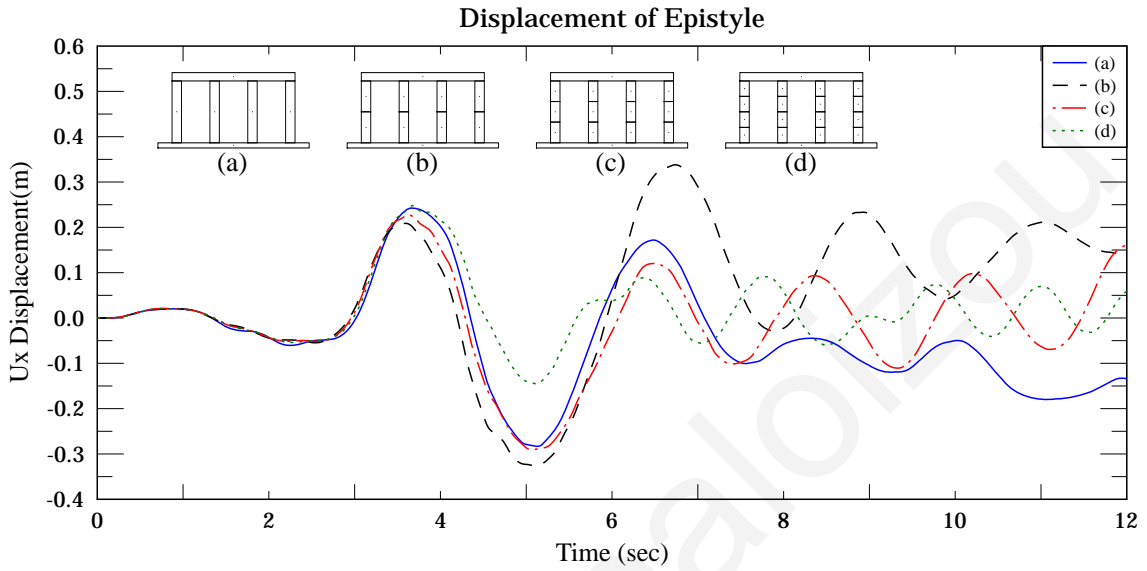 Displacement of Epistyle
0.6
0.5
0.4
0.3
0.2
0.1
0.0
-0.1
-0.2
-0.3
-0.4
Ux Displacement(m)
(a) (b) (c) (d)
(a)
(b)
(c)
(d)
0 2 4 6 8 10 12
Time (sec)